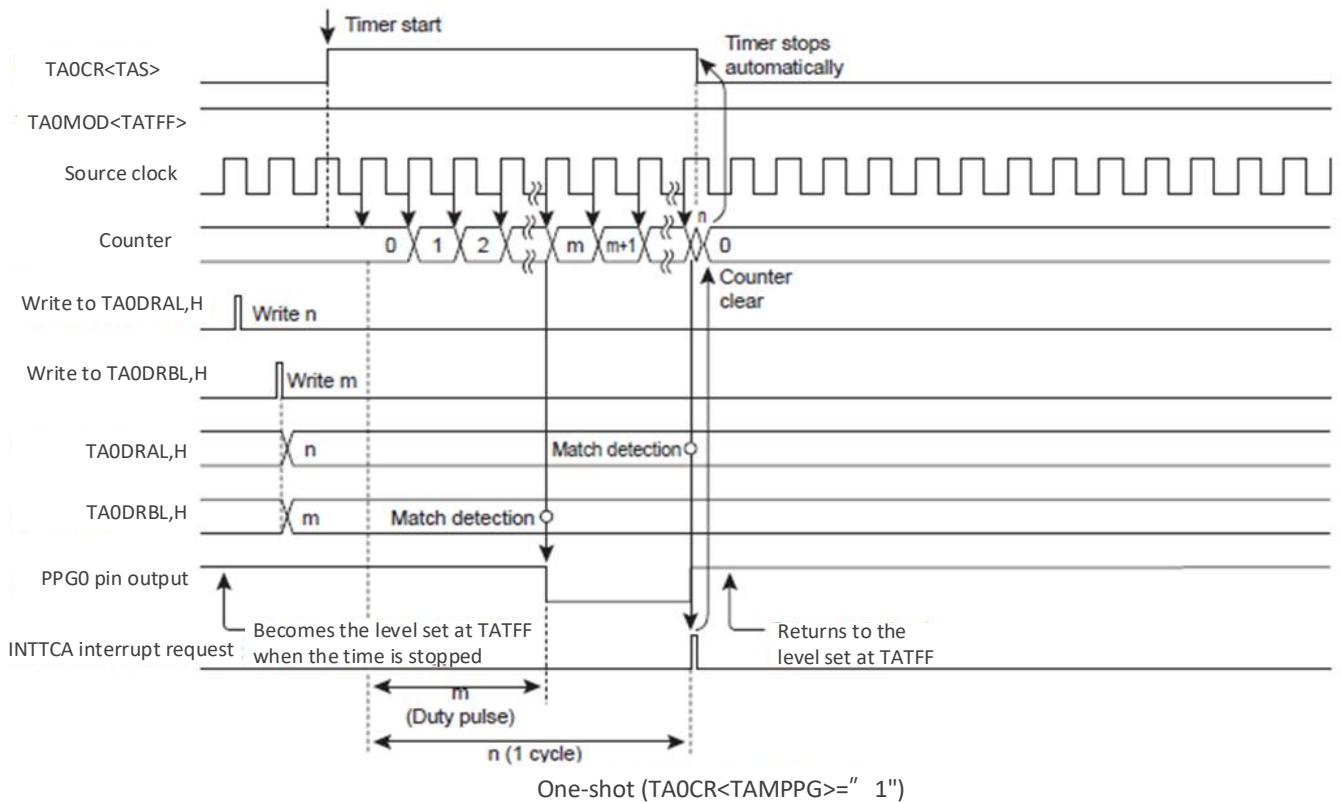 Timer start
Timer stops
automatically
TA0CR<TAS>
TA0MOD<TATFF>
Source clock
n
Counter
0 1 2 m m+1 0
Counter
clear
Write to TA0DRAL,H
Write n
Write to TA0DRBL,H
Write m
TA0DRAL,H
n
Match detection
TA0DRBL,H
m
Match detection
PPG0 pin output
Becomes the level set at TATFF
when the time is stopped
Returns to the
level set at TATFF
INTTCA interrupt request
m
(Duty pulse)
n (1 cycle)
One-shot (TA0CR<TAMPPG>=” 1")